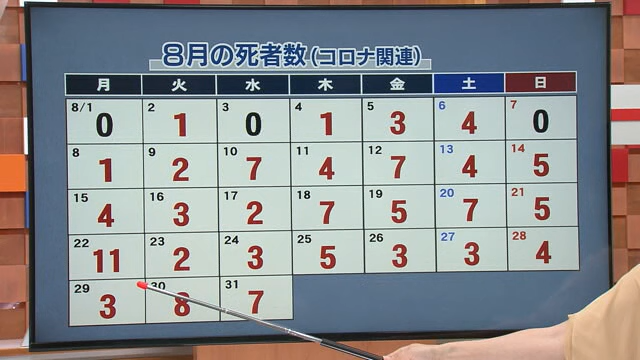 8月の死者数(コロナ関連)
月 火 水 木 金 土 日
8/1 0 2 1 3 0 4 1 5 3 6 4 7 0
8 1 9 2 10 7 11 4 12 7 13 4 14 5
15 4 16 3 17 2 18 7 19 5 20 7 21 5
22 11 23 2 24 3 25 5 26 3 27 3 28 4
29 3 30 8 31 7